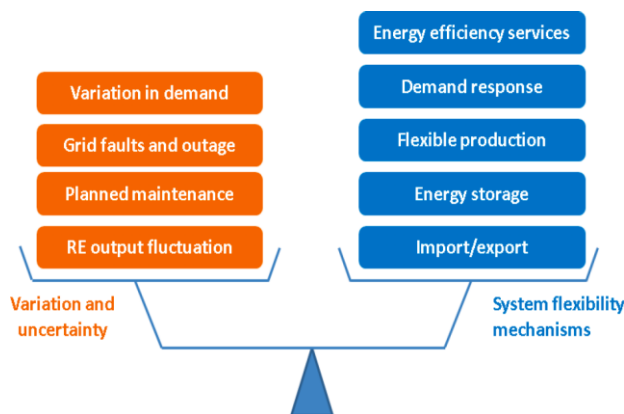 Variation in demand
Grid faults and outage
Planned maintenance
RE output fluctuation
Variation and
uncertainty
Energy efficiency services
Demand response
Flexible production
Energy storage
Import/export
System flexibility
mechanisms